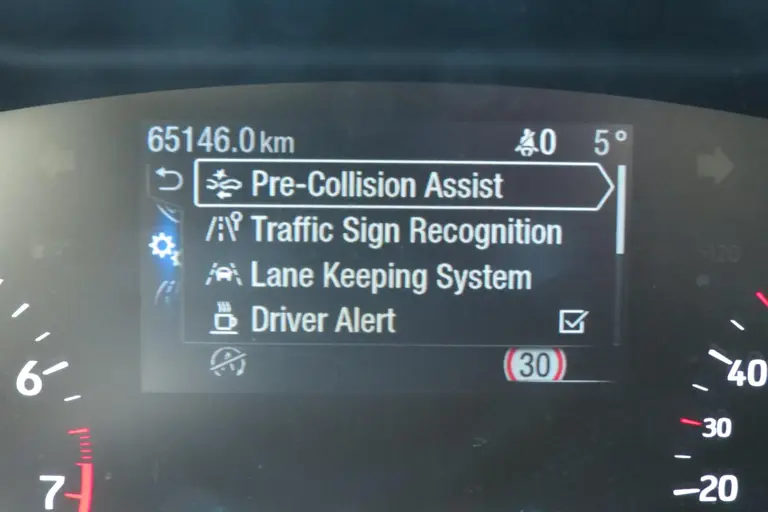 65146.0 km 0 5°
Pre-Collision Assist
Traffic Sign Recognition
Lane Keeping System
Driver Alert
30
6
7
120
40
30
20